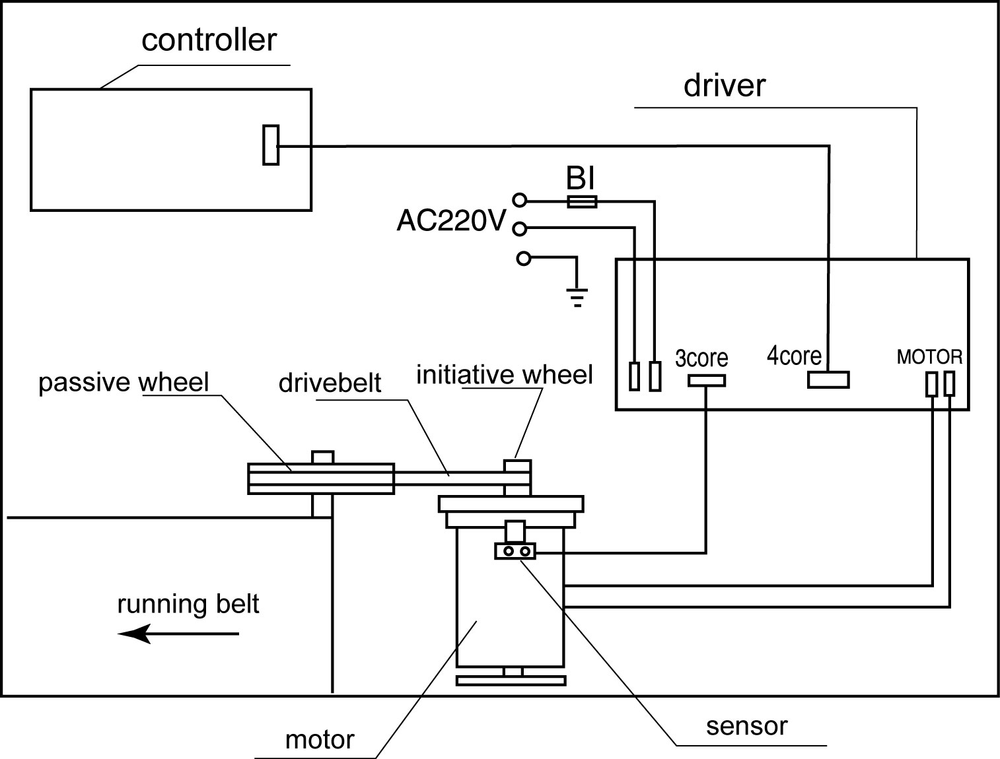 controller
driver
BI
AC220V
3core
4core
MOTOR
passive wheel
drivebelt
initiative wheel
running belt
motor
sensor